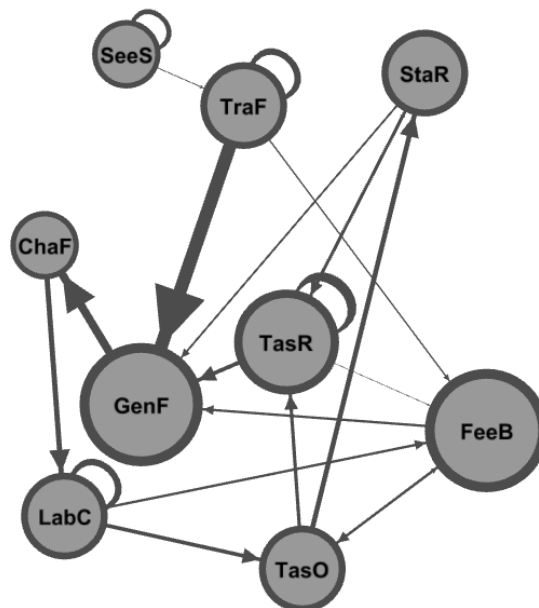 SeeS
StaR
TraF
ChaF
TasR
GenF
FeeB
LabC
TasO